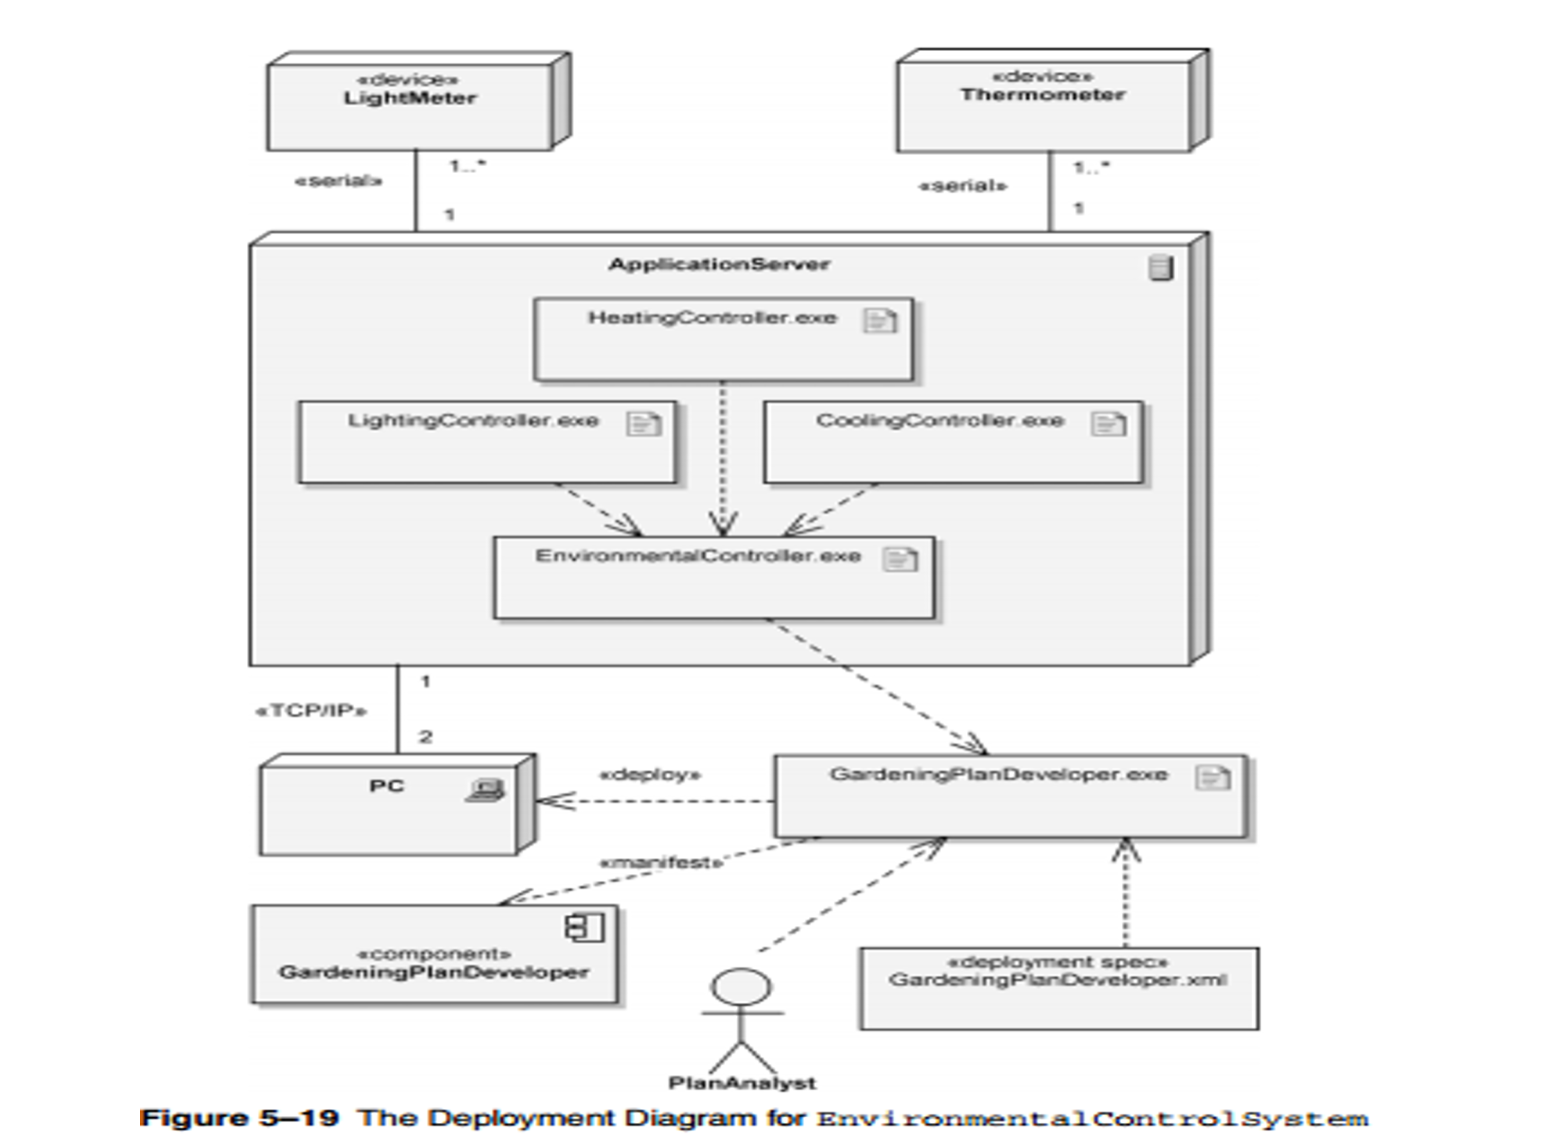 «device»
LightMeter
«device»
Thermometer
«serial»
1..*
1
«serial»
1..*
1
ApplicationServer
HeatingController.exe
LightingController.exe
CoolingController.exe
EnvironmentalController.exe
1
«TCP/IP»
2
PC
«deploy»
GardeningPlanDeveloper.exe
«manifest»
«component»
GardeningPlanDeveloper
«deployment spec»
GardeningPlanDeveloper.xml
PlanAnalyst
Figure 5–19 The Deployment Diagram for EnvironmentalControlSystem